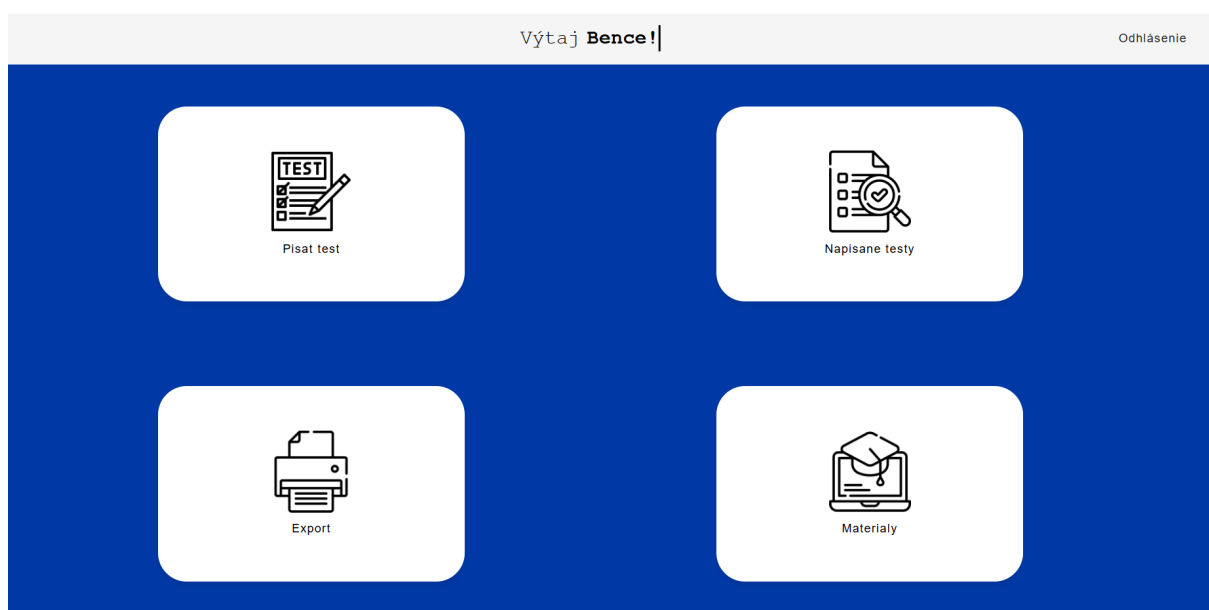 Výtaj Bence!
Odhlásenie
TEST
Pisat test
Napisane testy
Export
Materialy